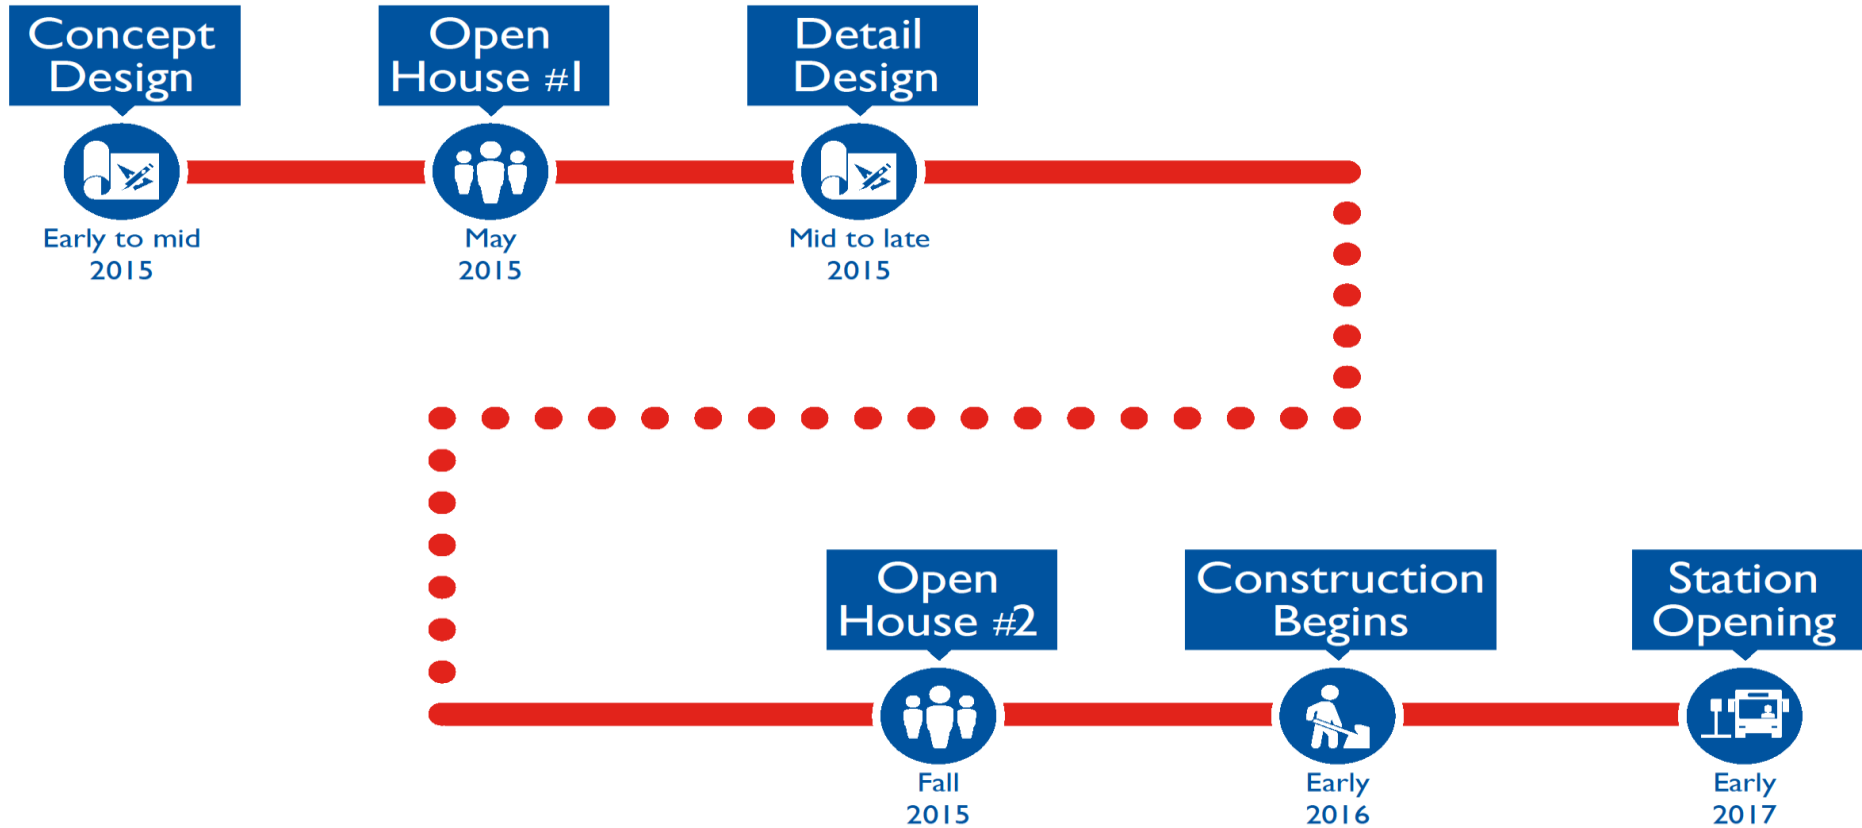 Concept
Design
Early to mid
2015
Open
House #1
May
2015
Detail
Design
Mid to late
2015
Open
House #2
Fall
2015
Construction
Begins
Early
2016
Station
Opening
Early
2017